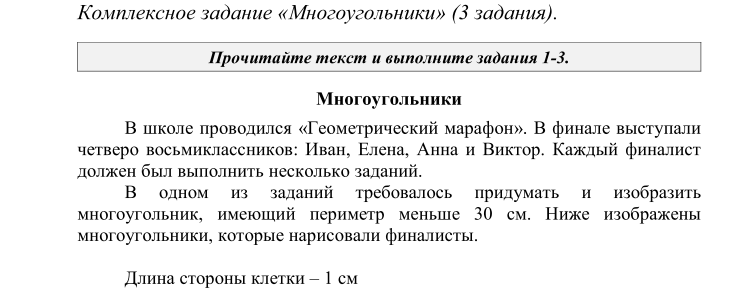 Комплексное задание «Многоугольники» (3 задания).
Прочитайте текст и выполните задания 1-3.
Многоугольники
В школе проводился «Геометрический марафон». В финале выступали
четверо восьмиклассников: Иван, Елена, Анна и Виктор. Каждый финалист
должен был выполнить несколько заданий.
В одном из заданий требовалось придумать и изобразить
многоугольник, имеющий периметр меньше 30 см. Ниже изображены
многоугольники, которые нарисовали финалисты.
Длина стороны клетки – 1 см